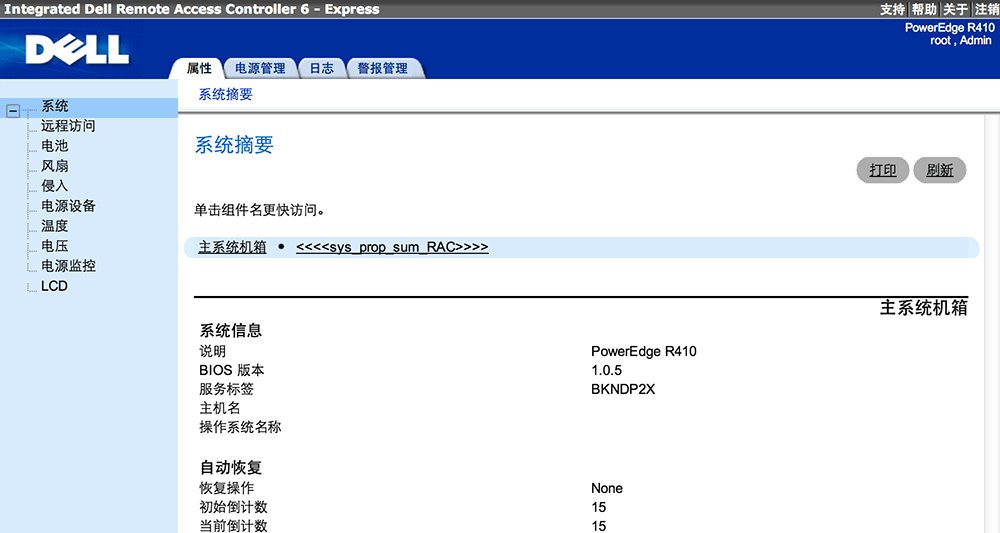 Integrated Dell Remote Access Controller 6 - Express
支持 | 帮助 | 关于 | 注销
DELL
PowerEdge R410
root , Admin
属性 电源管理 日志 警报管理
系统摘要
系统
远程访问
电池
风扇
侵入
电源设备
温度
电压
电源监控
LCD
系统摘要
打印 刷新
单击组件名更快访问。
主系统机箱 • <<<<sys_prop_sum_RAC>>>>
主系统机箱
系统信息
说明 PowerEdge R410
BIOS 版本 1.0.5
服务标签 BKNDP2X
主机名
操作系统名称
自动恢复
恢复操作 None
初始倒计数 15
当前倒计数 15